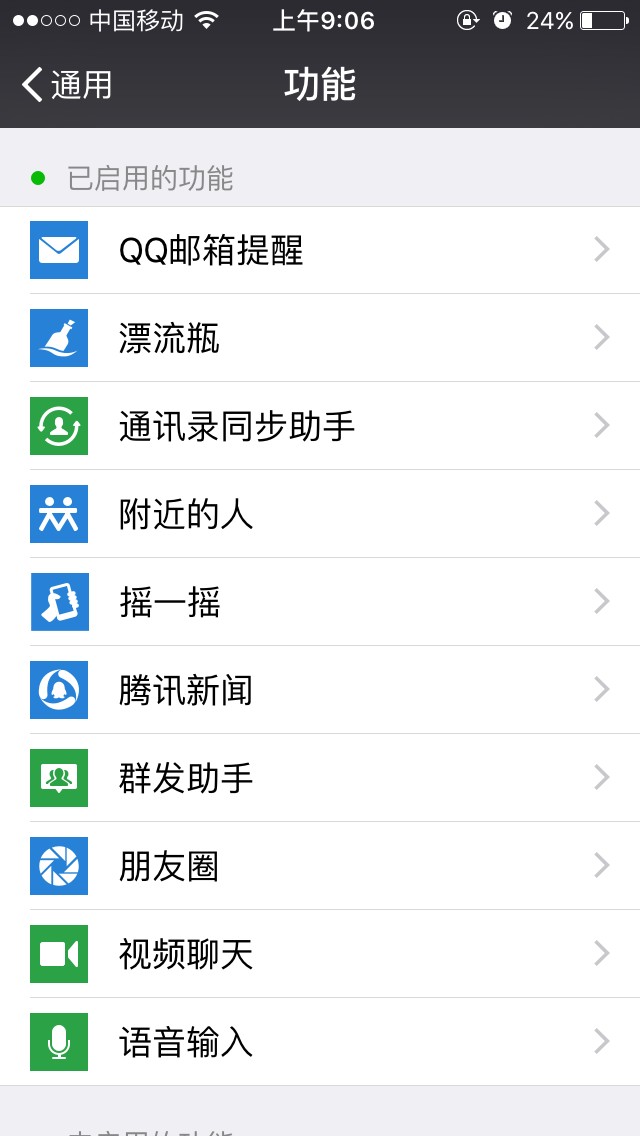 中国移动 上午9:06 24%
通用 功能
已启用的功能
QQ邮箱提醒
漂流瓶
通讯录同步助手
附近的人
摇一摇
腾讯新闻
群发助手
朋友圈
视频聊天
语音输入